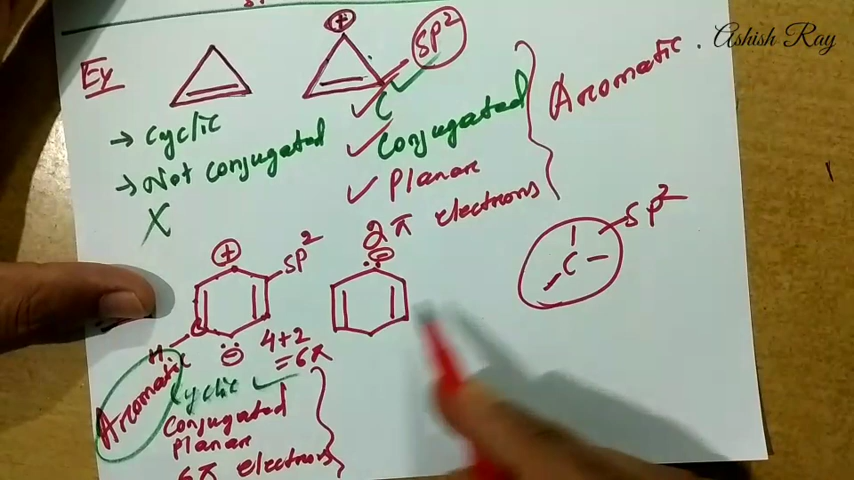 Ashish Ray
Ex
SP2
→ Cyclic
→ Not conjugated
X
C
Conjugated
Planar
2π electrons
Aromatic.
SP2
C
SP2
H
4+2
=6π
Aromatic
Cyclic
Conjugated
Planar
6π electrons